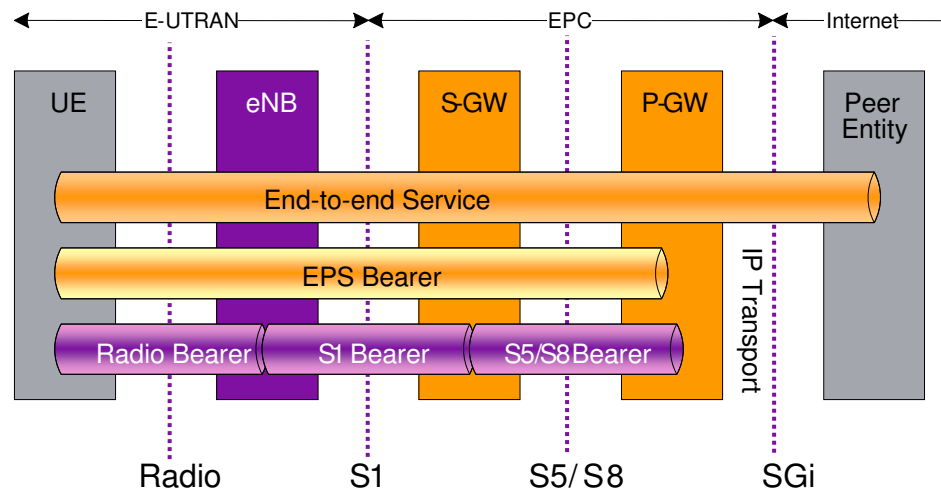 E-UTRAN
EPC
Internet
UE
eNB
S-GW
P-GW
Peer
Entity
End-to-end Service
EPS Bearer
IP Transport
Radio Bearer
S1 Bearer
S5/S8 Bearer
Radio
S1
S5/S8
SGi